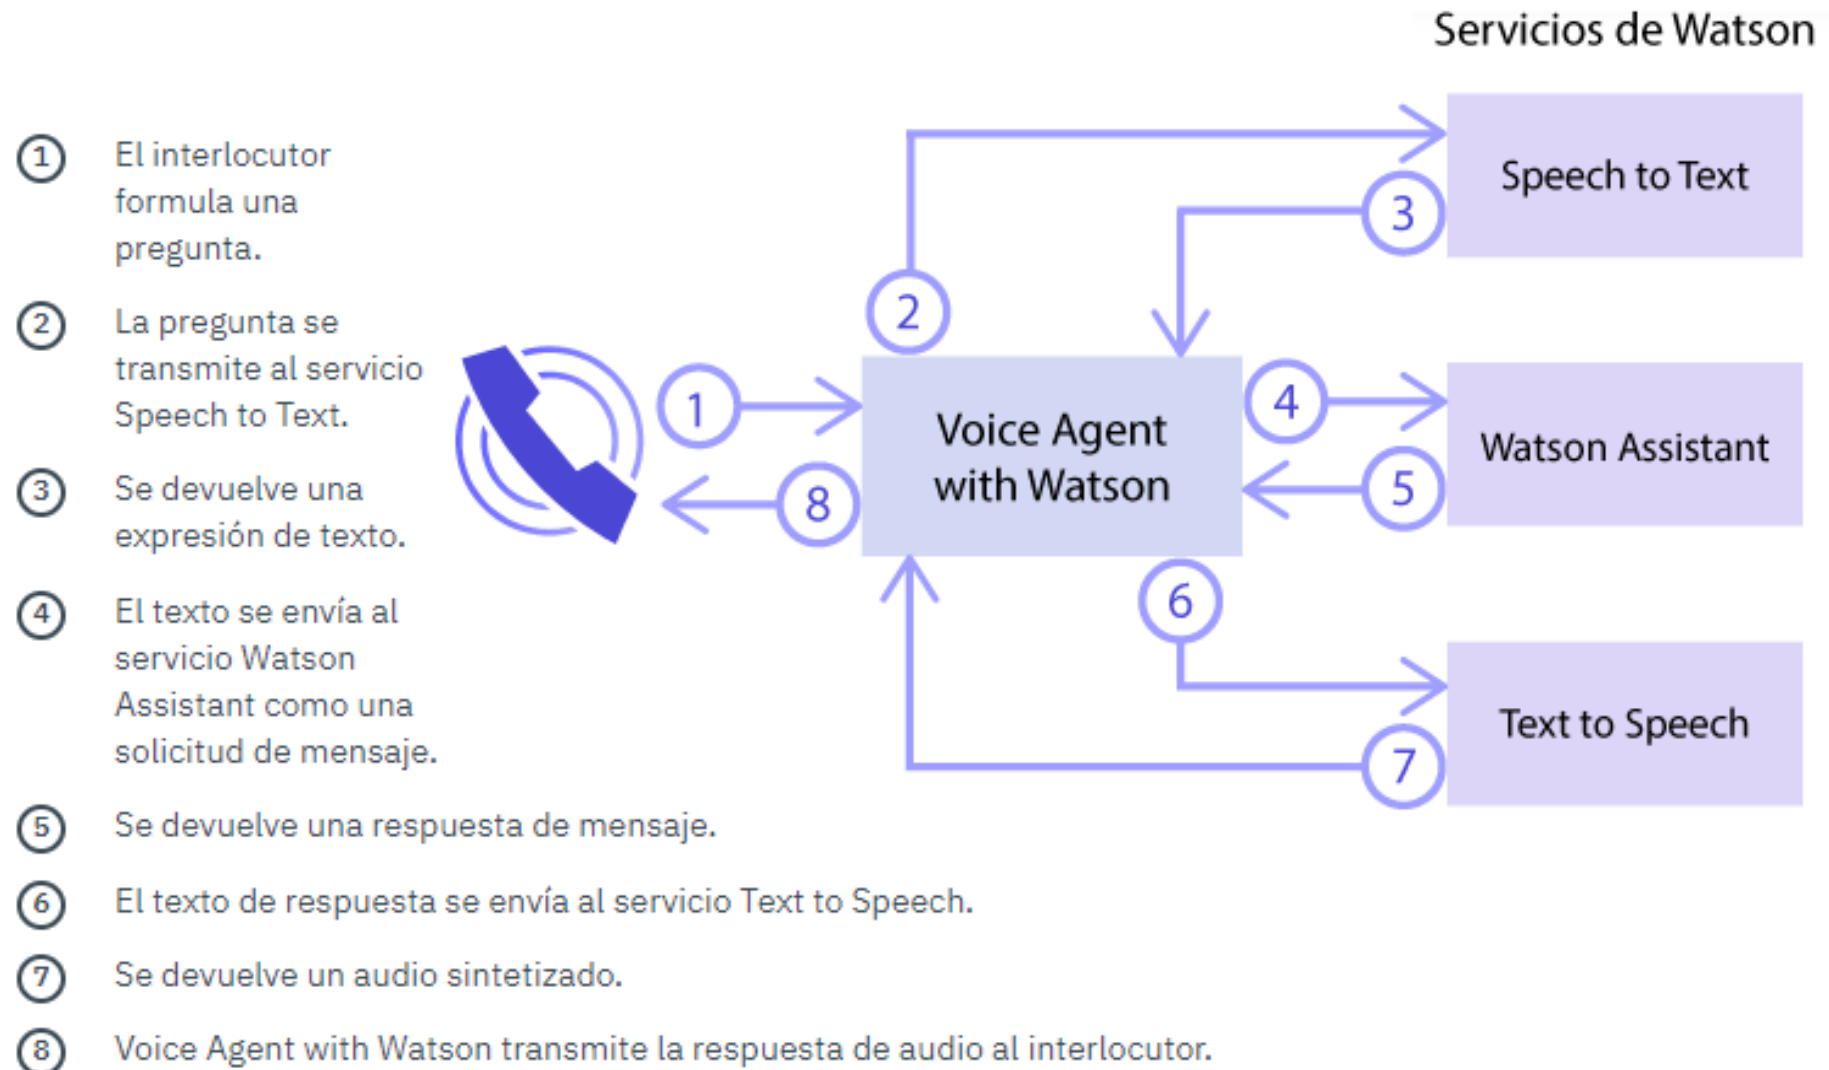 Servicios de Watson
1 El interlocutor
formula una
pregunta.
2 La pregunta se
transmite al servicio
Speech to Text.
3 Se devuelve una
expresión de texto.
4 El texto se envía al
servicio Watson
Assistant como una
solicitud de mensaje.
5 Se devuelve una respuesta de mensaje.
6 El texto de respuesta se envía al servicio Text to Speech.
7 Se devuelve un audio sintetizado.
8 Voice Agent with Watson transmite la respuesta de audio al interlocutor.
1
8
2
Voice Agent
with Watson
3
4
5
6
7
Speech to Text
Watson Assistant
Text to Speech